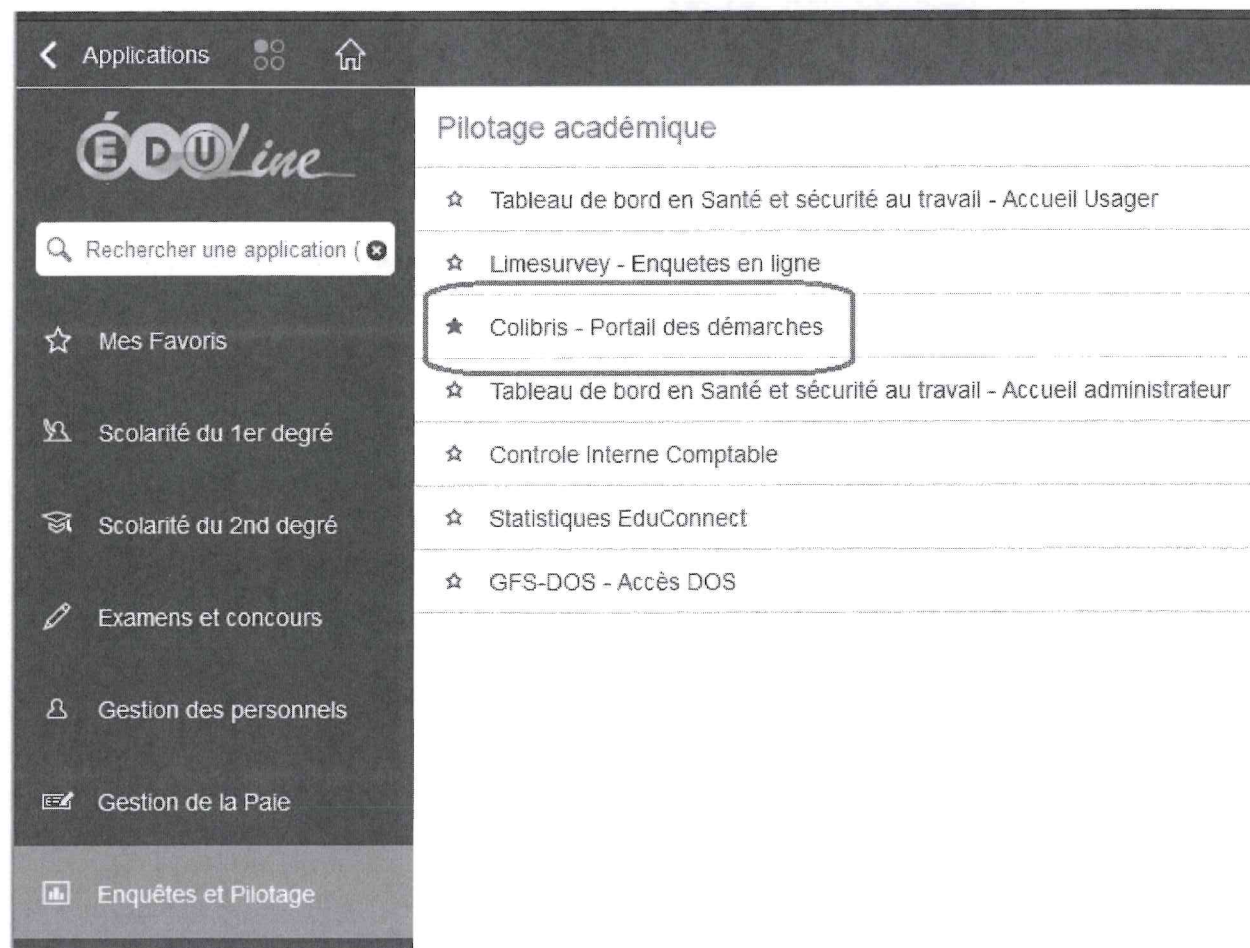 Applications
ÉDULine
Rechercher une application (
Mes Favoris
Scolarité du 1er degré
Scolarité du 2nd degré
Examens et concours
Gestion des personnels
Gestion de la Paie
Enquêtes et Pilotage
Pilotage académique
Tableau de bord en Santé et sécurité au travail - Accueil Usager
Limesurvey - Enquetes en ligne
Colibris - Portail des démarches
Tableau de bord en Santé et sécurité au travail - Accueil administrateur
Controle Interne Comptable
Statistiques EduConnect
GFS-DOS - Accès DOS